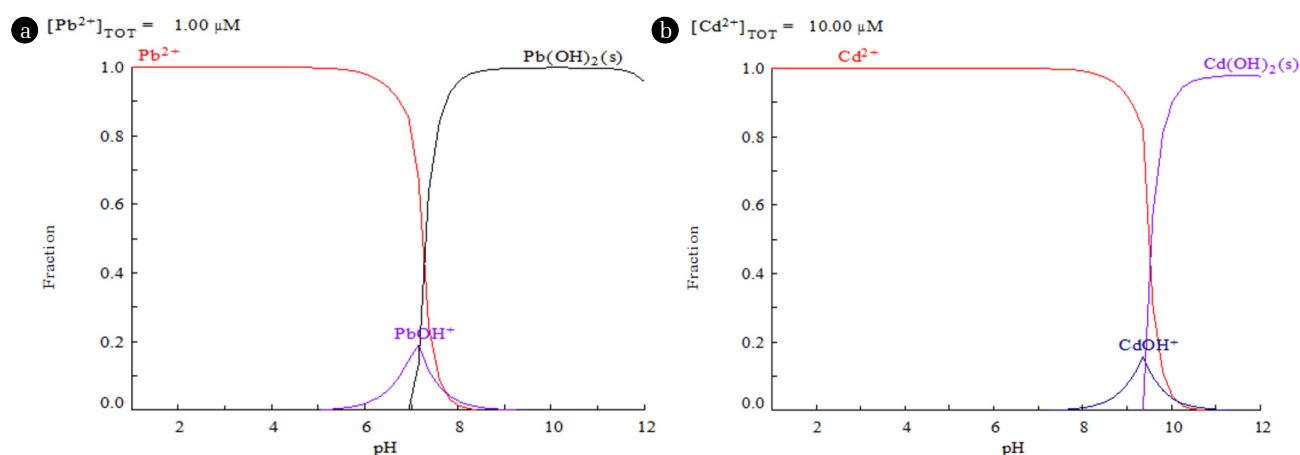 a [Pb²⁺]TOT = 1.00 µM
Pb²⁺
Pb(OH)₂(s)
1.0
0.8
0.6
0.4
0.2
0.0
Fraction
PbOH⁺
2 4 6 8 10 12
pH
b [Cd²⁺]TOT = 10.00 µM
Cd²⁺
Cd(OH)₂(s)
1.0
0.8
0.6
0.4
0.2
0.0
Fraction
CdOH⁺
2 4 6 8 10 12
pH